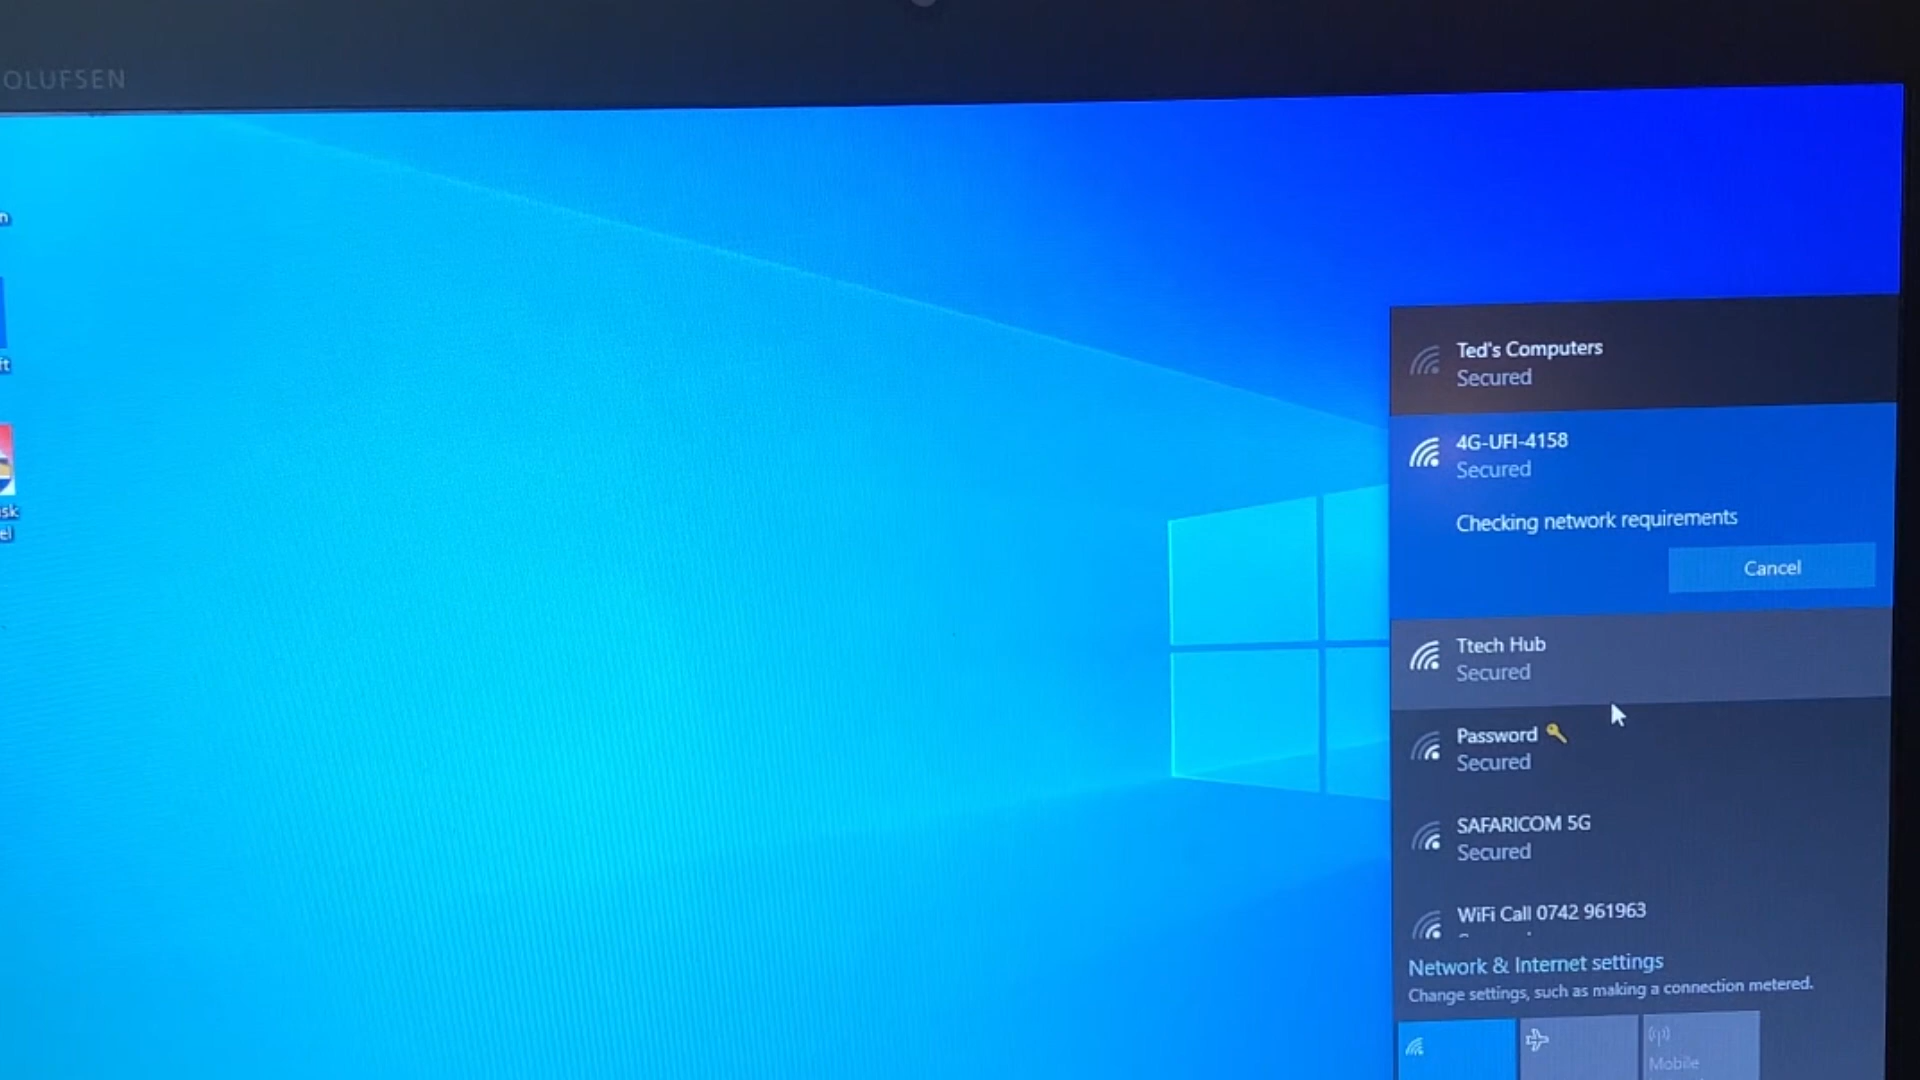 OLUFSEN
Ted's Computers
Secured
4G-UFI-4158
Secured
Checking network requirements
Cancel
Ttech Hub
Secured
Password 🔑
Secured
SAFARICOM 5G
Secured
WiFi Call 0742 961963
Network & Internet settings
Change settings, such as making a connection metered.
Mobile